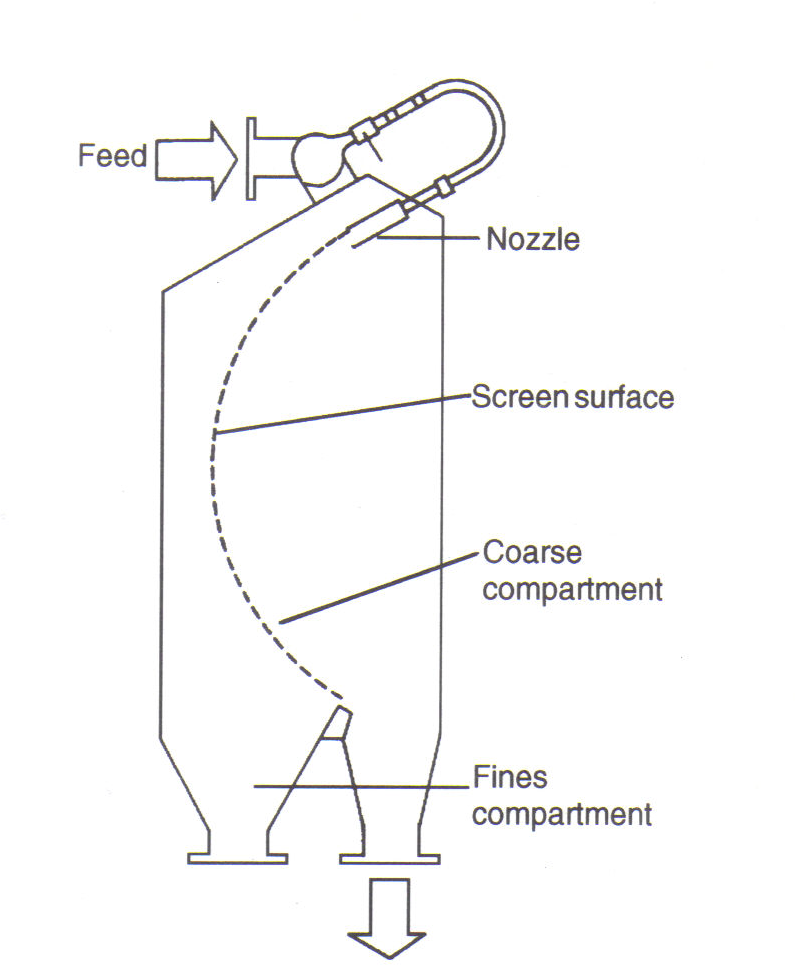 Feed
Nozzle
Screen surface
Coarse
compartment
Fines
compartment